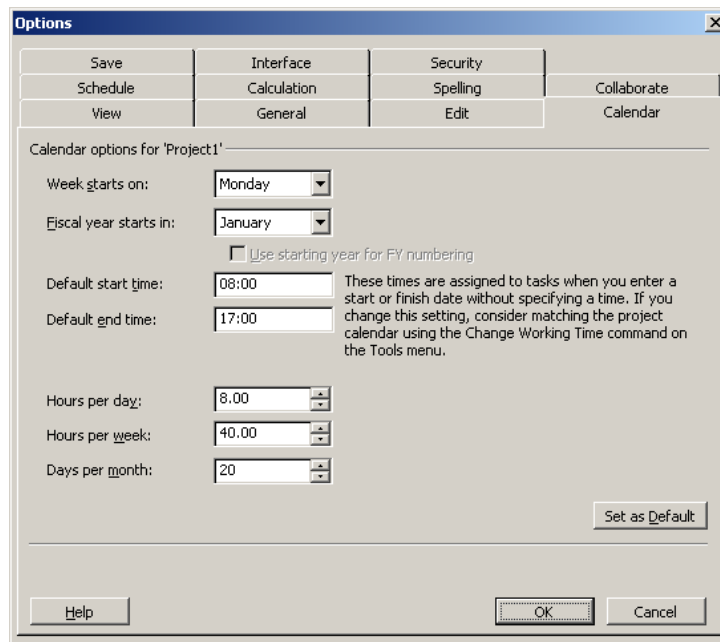 Options
Save Interface Security
Schedule Calculation Spelling Collaborate
View General Edit Calendar
Calendar options for 'Project1'
Week starts on: Monday
Fiscal year starts in: January
Use starting year for FY numbering
Default start time: 08:00
Default end time: 17:00
These times are assigned to tasks when you enter a
start or finish date without specifying a time. If you
change this setting, consider matching the project
calendar using the Change Working Time command on
the Tools menu.
Hours per day: 8.00
Hours per week: 40.00
Days per month: 20
Set as Default
Help OK Cancel